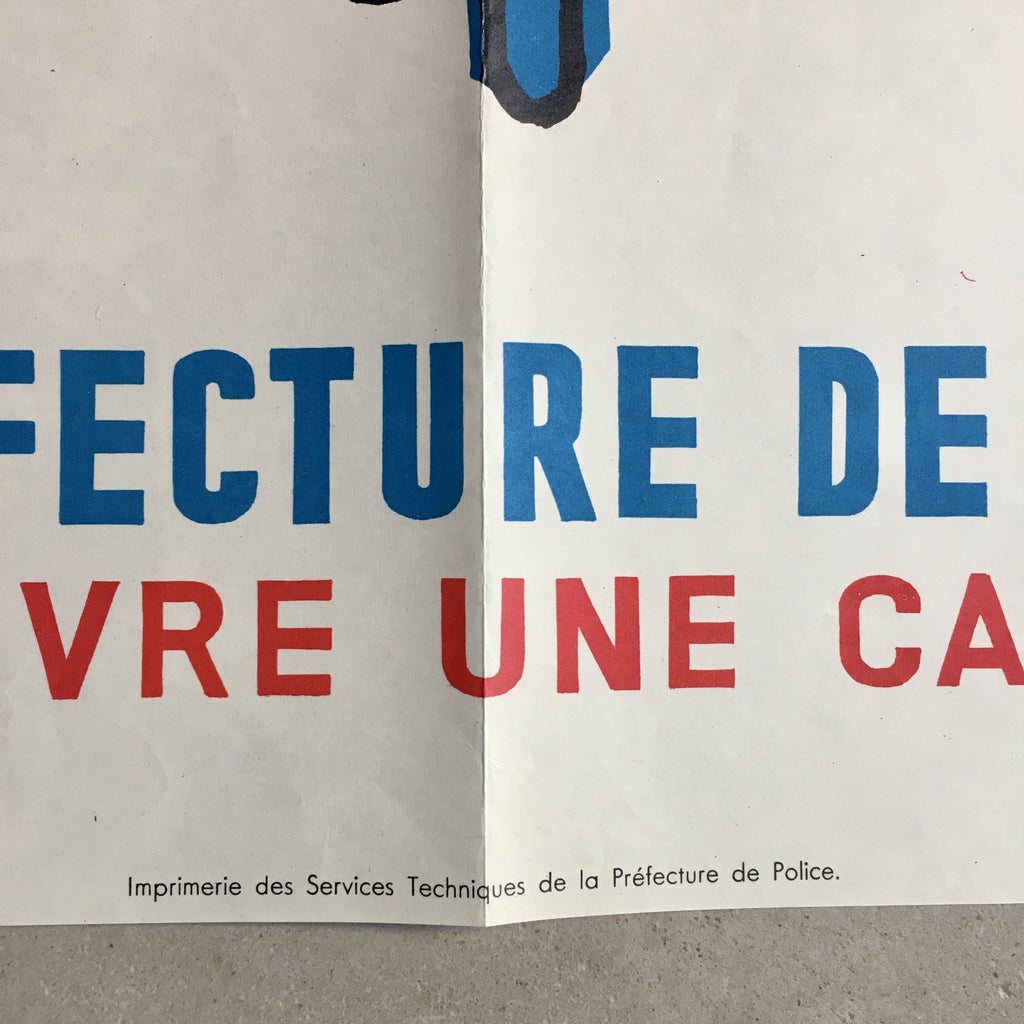 FECTURE DE
VRE UNE CA
Imprimerie des Services Techniques de la Préfecture de Police.